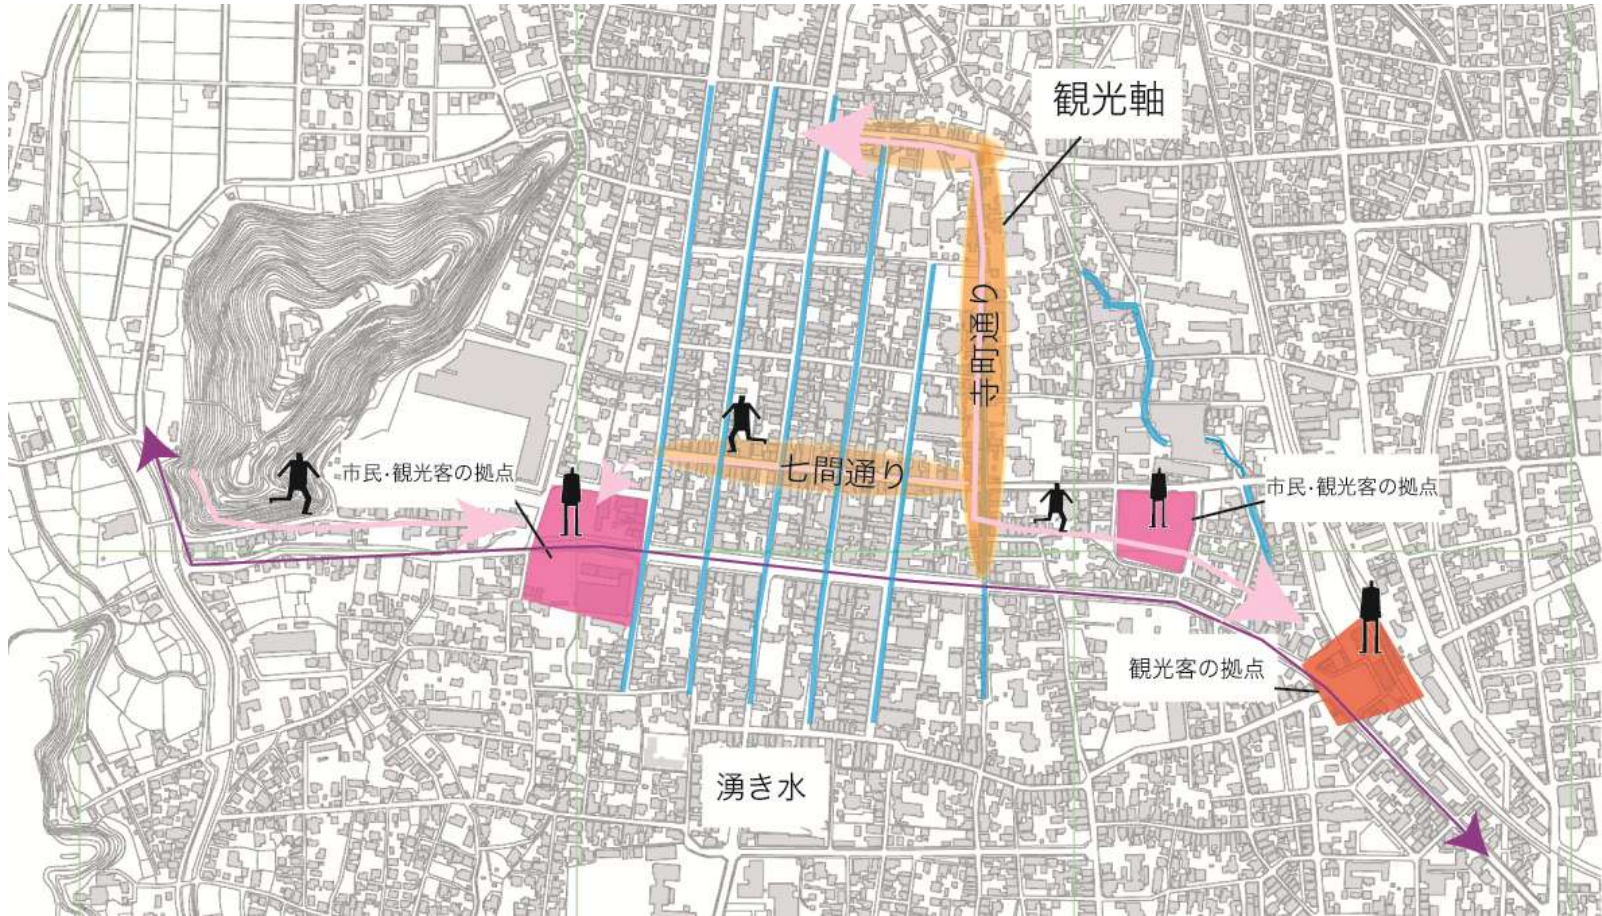 観光軸
寺町通り
七間通り
市民・観光客の拠点
市民・観光客の拠点
観光客の拠点
湧き水